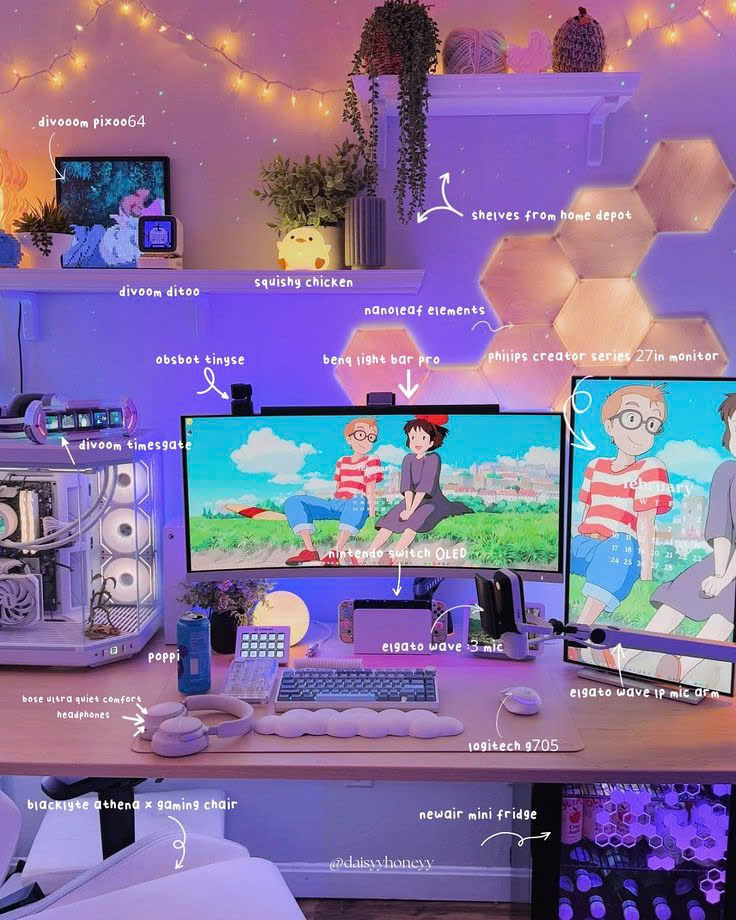 divooom pixoo64
shelves from home depot
divoom ditoo
squishy chicken
nanoleaf elements
obsbot tinyse
benq light bar pro
philips creator series 27in monitor
divoom timesgate
february
february
nintendo switch OLED
elgato wave :3 mic
poppi
elgato wave lp mic arm
bose ultra quiet comfort
headphones
logitech g705
blacklyte athena x gaming chair
newair mini fridge
@daisyyhoneyy